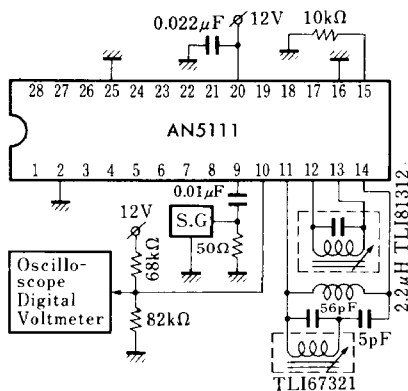 0.022μF
12V
10kΩ
28 27 26 25 24 23 22 21 20 19 18 17 16 15
AN5111
1 2 3 4 5 6 7 8 9 10 11 12 13 14
0.01μF
12V
S.G
50Ω
68kΩ
Oscillo-
scope
Digital
Voltmeter
82kΩ
TLI81312
2.2μH
56pF
5pF
TLI67321